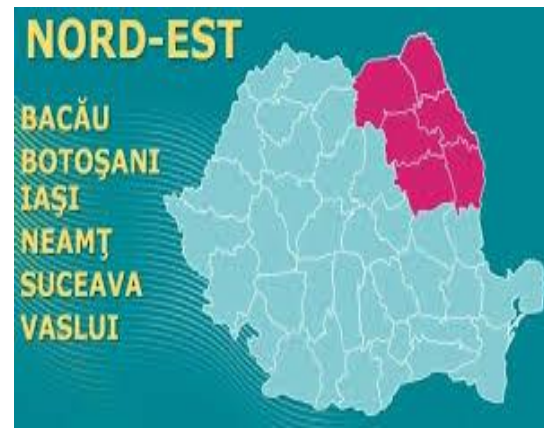 NORD-EST
BACĂU
BOTOŞANI
IAŞI
NEAMŢ
SUCEAVA
VASLUI